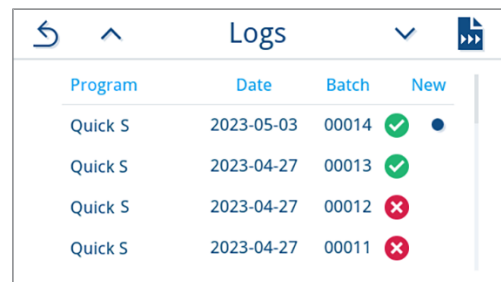 Logs
Program Date Batch New
Quick S 2023-05-03 00014
Quick S 2023-04-27 00013
Quick S 2023-04-27 00012
Quick S 2023-04-27 00011